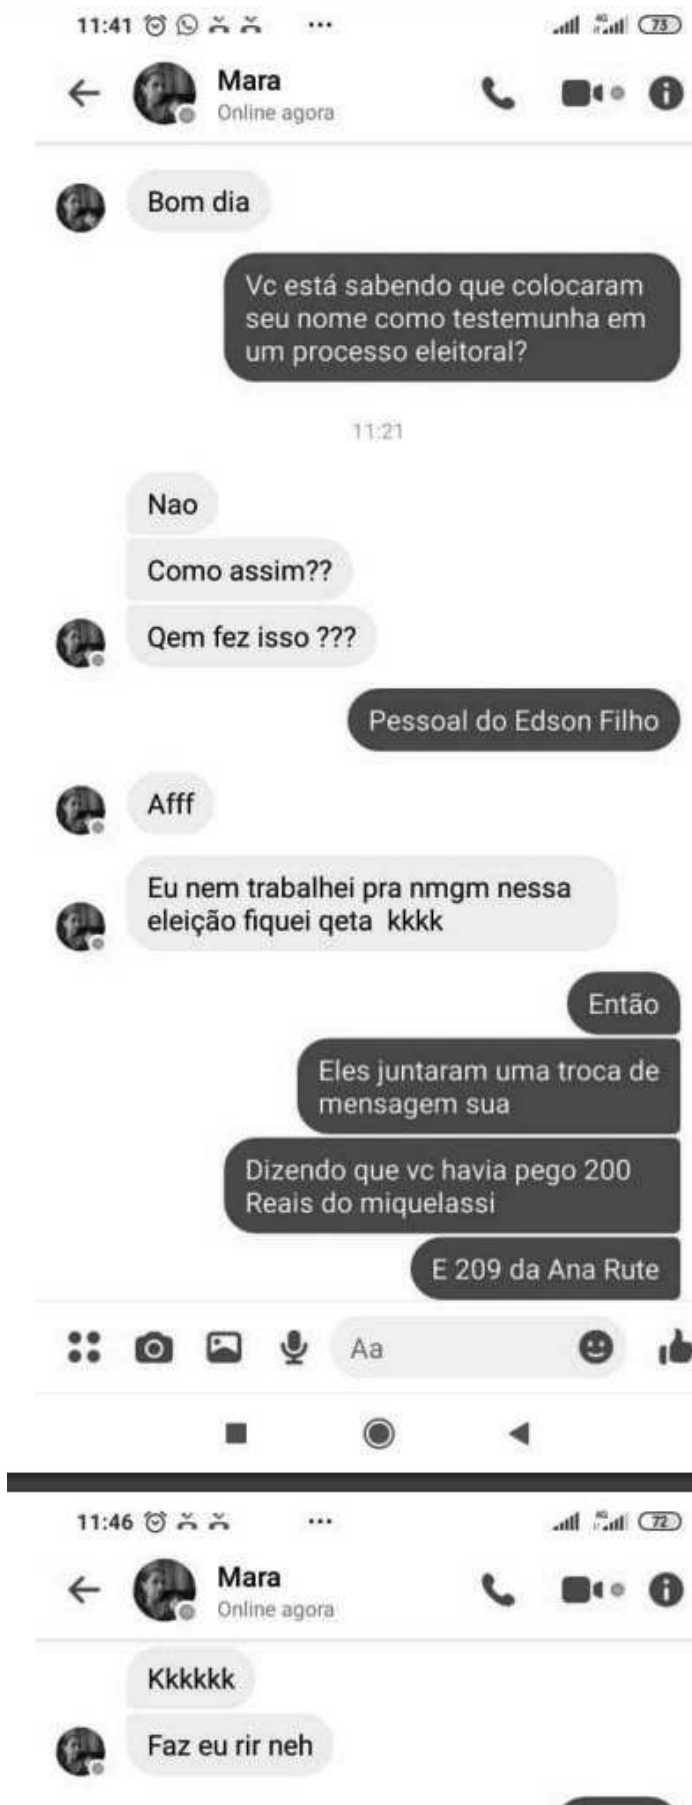 11:41 ... 73
Mara
Online agora
Bom dia
Vc está sabendo que colocaram
seu nome como testemunha em
um processo eleitoral?
11:21
Nao
Como assim??
Qem fez isso ???
Pessoal do Edson Filho
Afff
Eu nem trabalhei pra nmgm nessa
eleição fiquei qeta kkkk
Então
Eles juntaram uma troca de
mensagem sua
Dizendo que vc havia pego 200
Reais do miquelassi
E 209 da Ana Rute
Aa
11:46 ... 72
Mara
Online agora
Kkkkkk
Faz eu rir neh